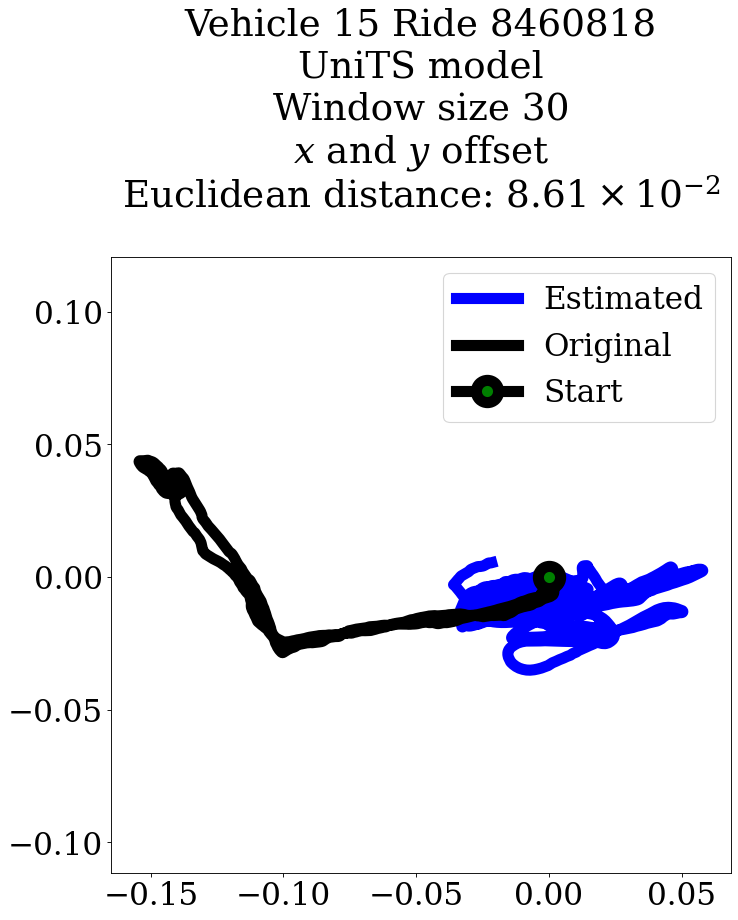 Vehicle 15 Ride 8460818
UniTS model
Window size 30
x and y offset
Euclidean distance: 8.61 × 10⁻²
Estimated
Original
Start
0.10
0.05
0.00
−0.05
−0.10
−0.15 −0.10 −0.05 0.00 0.05